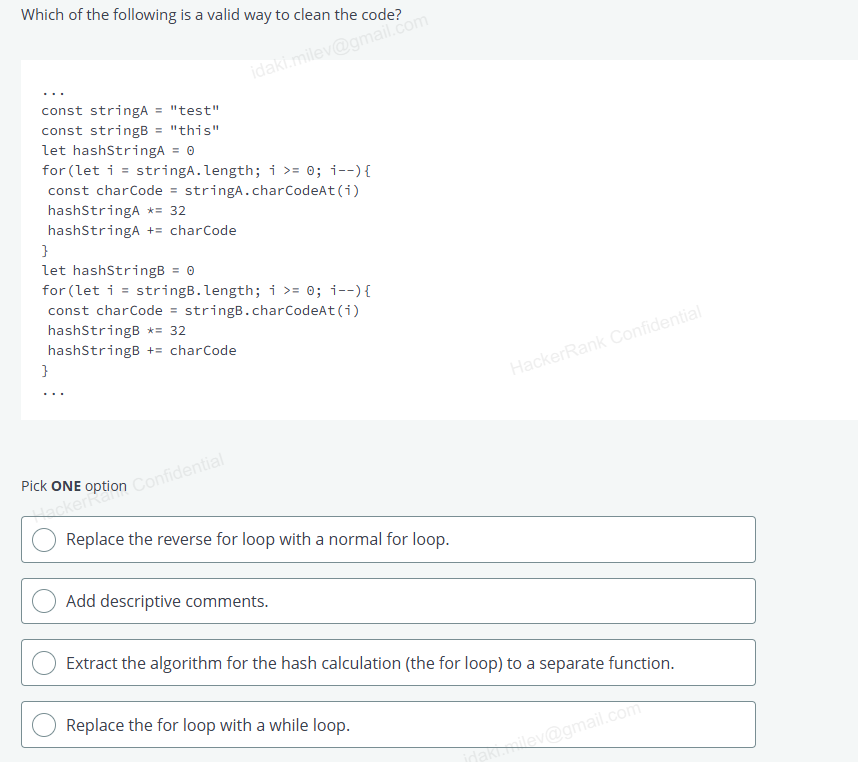 Which of the following is a valid way to clean the code?
idakl.milev@gmail.com
...
const stringA = "test"
const stringB = "this"
let hashStringA = 0
for(let i = stringA.length; i >= 0; i--){
const charCode = stringA.charCodeAt(i)
hashStringA *= 32
hashStringA += charCode
}
let hashStringB = 0
for(let i = stringB.length; i >= 0; i--){
const charCode = stringB.charCodeAt(i)
hashStringB *= 32
hashStringB += charCode
}
...
HackerRank Confidential
Pick ONE option
HackerRank Confidential
Replace the reverse for loop with a normal for loop.
Add descriptive comments.
Extract the algorithm for the hash calculation (the for loop) to a separate function.
Replace the for loop with a while loop.
idakl.milev@gmail.com